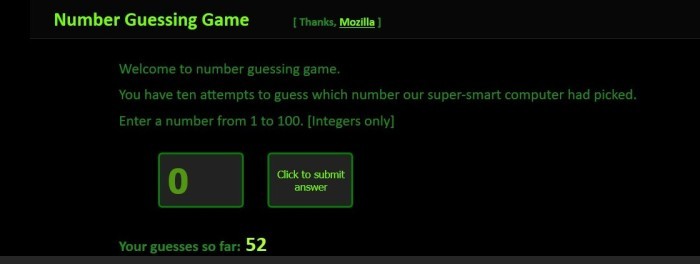 Number Guessing Game [ Thanks, Mozilla ]
Welcome to number guessing game.
You have ten attempts to guess which number our super-smart computer had picked.
Enter a number from 1 to 100. [Integers only]
0
Click to submit
answer
Your guesses so far: 52